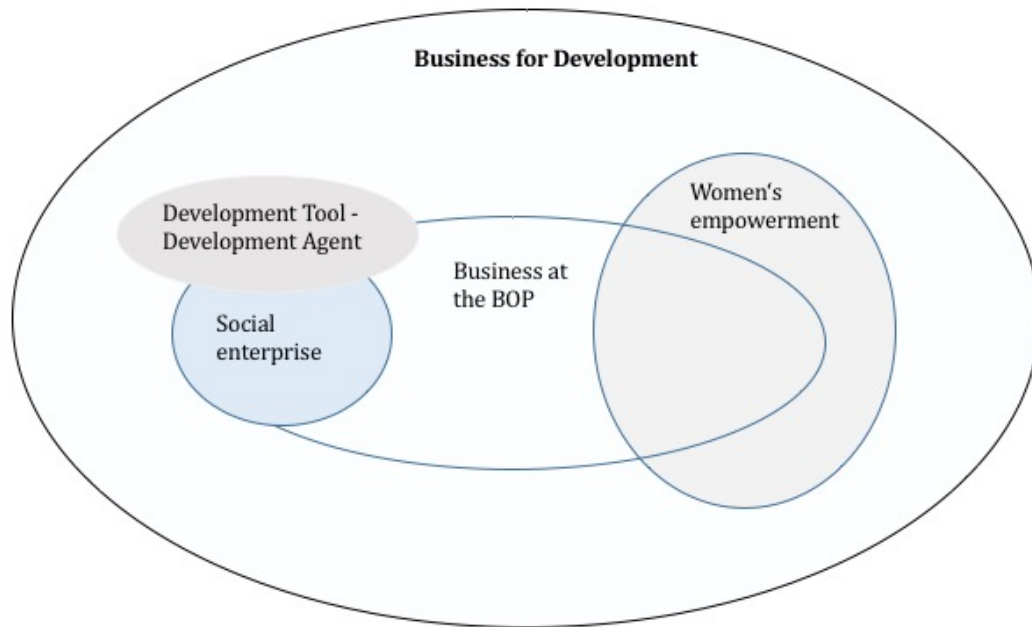 Business for Development
Development Tool -
Development Agent
Women‘s
empowerment
Business at
the BOP
Social
enterprise